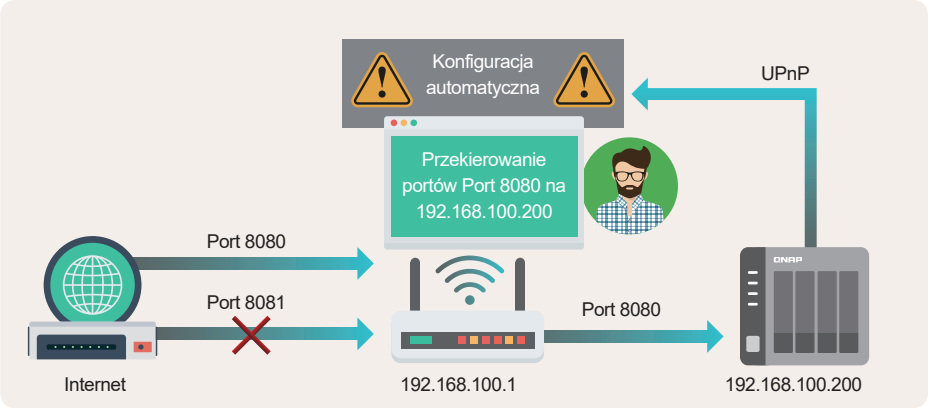 Konfiguracja
automatyczna
UPnP
Przekierowanie
portów Port 8080 na
192.168.100.200
Port 8080
Port 8081
Port 8080
QNAP
Internet
192.168.100.1
192.168.100.200